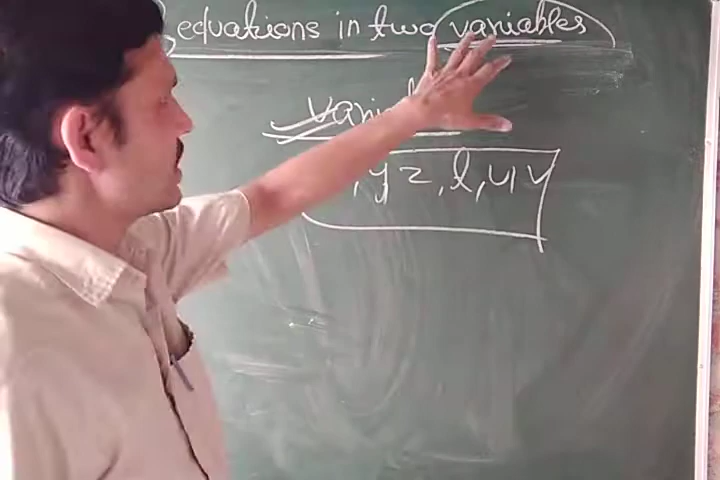 equations in two variables
, y z, l, u, v